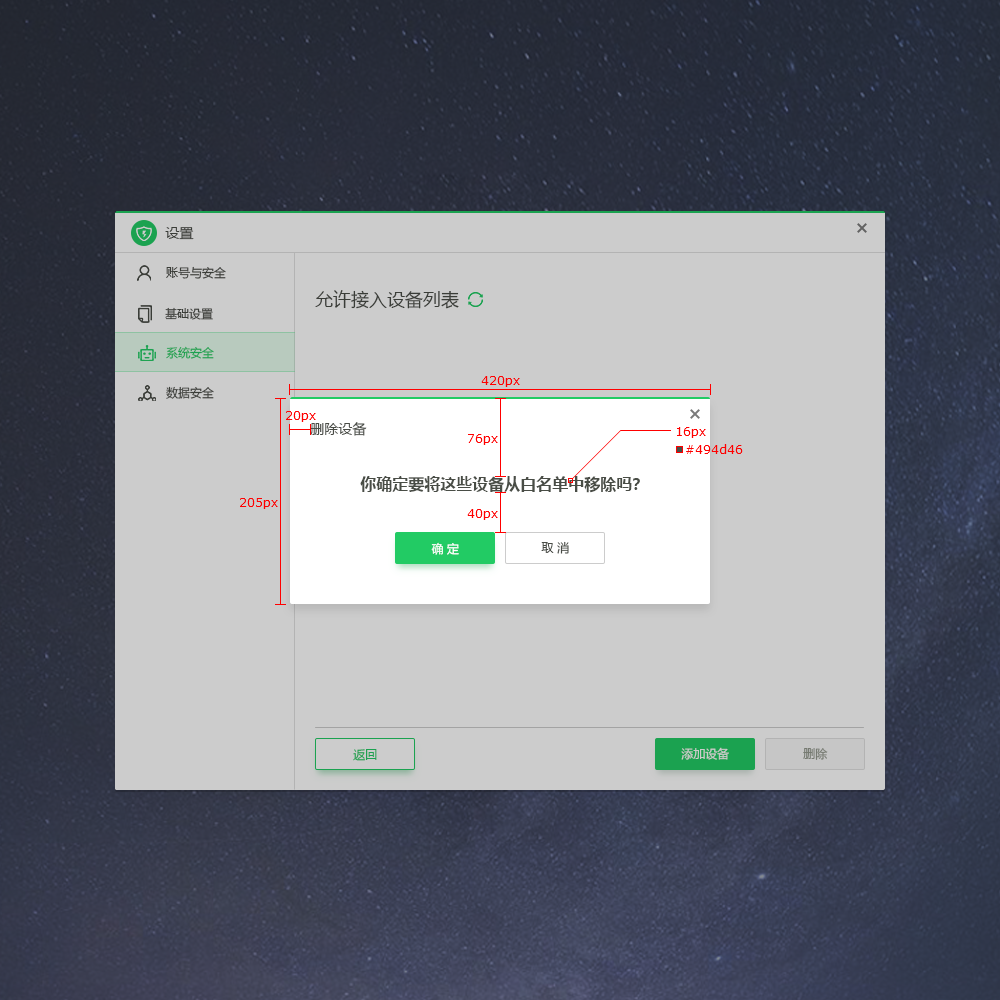 设置
账号与安全
基础设置
系统安全
数据安全
允许接入设备列表
420px
20px
删除设备
76px
16px
#494d46
205px
你确定要将这些设备从白名单中移除吗?
40px
确 定
取 消
返回
添加设备
删除